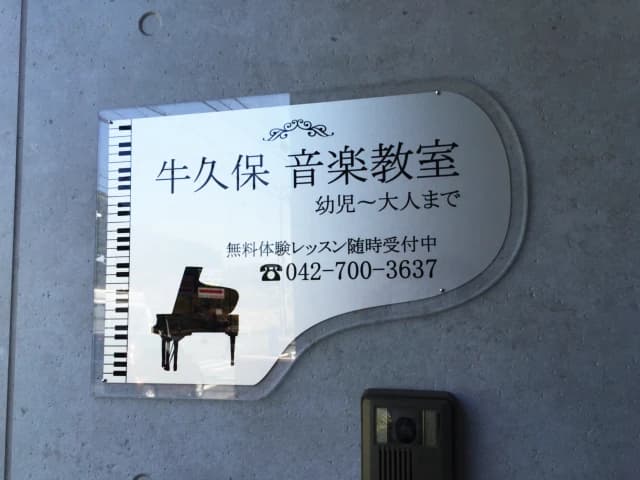 牛久保 音楽教室
幼児～大人まで
無料体験レッスン随時受付中
☎042-700-3637